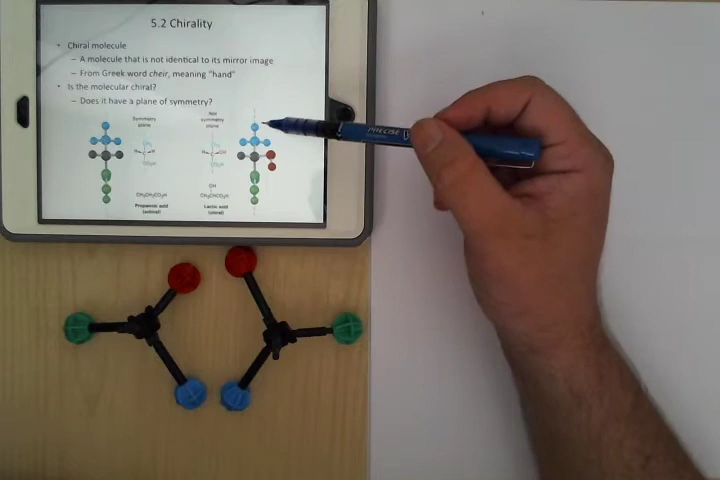 5.2 Chirality
• Chiral molecule
– A molecule that is not identical to its mirror image
– From Greek word cheir, meaning "hand"
• Is the molecular chiral?
– Does it have a plane of symmetry?
Symmetry plane
Not symmetry plane
CO₂H
CO₂H
OH
CH₃CH₂CO₂H
CH₃CHCO₂H
Propanoic acid (achiral)
Lactic acid (chiral)
PRECISE